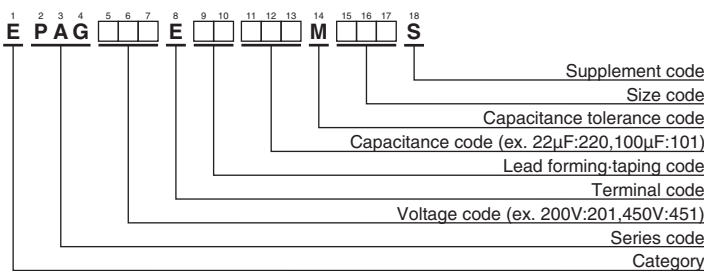 1 2 3 4 5 6 7 8 9 10 11 12 13 14 15 16 17 18
E PAG □□□ E □□ □□□ M □□□ S
Supplement code
Size code
Capacitance tolerance code
Capacitance code (ex. 22μF:220,100μF:101)
Lead forming·taping code
Terminal code
Voltage code (ex. 200V:201,450V:451)
Series code
Category